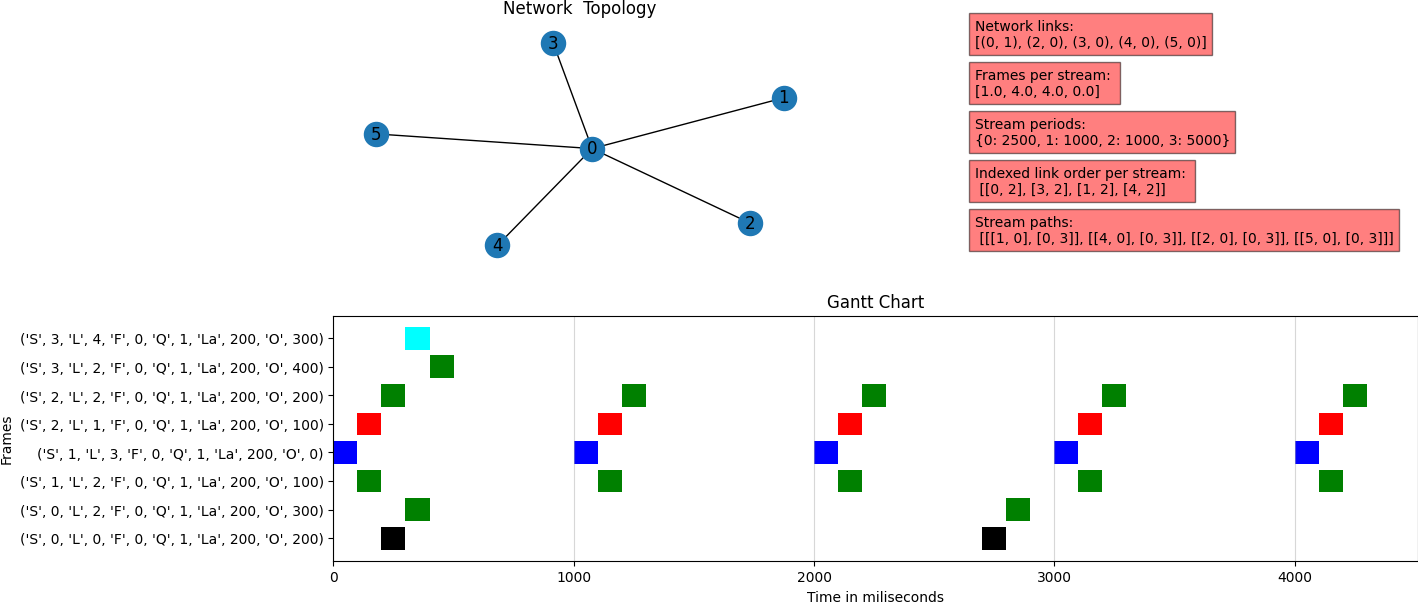 Network  Topology
3
1
5
0
2
4
Network links:
[(0, 1), (2, 0), (3, 0), (4, 0), (5, 0)]
Frames per stream:
[1.0, 4.0, 4.0, 0.0]
Stream periods:
{0: 2500, 1: 1000, 2: 1000, 3: 5000}
Indexed link order per stream:
[[0, 2], [3, 2], [1, 2], [4, 2]]
Stream paths:
[[[1, 0], [0, 3]], [[4, 0], [0, 3]], [[2, 0], [0, 3]], [[5, 0], [0, 3]]]
Gantt Chart
Frames
('S', 3, 'L', 4, 'F', 0, 'Q', 1, 'La', 200, 'O', 300)
('S', 3, 'L', 2, 'F', 0, 'Q', 1, 'La', 200, 'O', 400)
('S', 2, 'L', 2, 'F', 0, 'Q', 1, 'La', 200, 'O', 200)
('S', 2, 'L', 1, 'F', 0, 'Q', 1, 'La', 200, 'O', 100)
('S', 1, 'L', 3, 'F', 0, 'Q', 1, 'La', 200, 'O', 0)
('S', 1, 'L', 2, 'F', 0, 'Q', 1, 'La', 200, 'O', 100)
('S', 0, 'L', 2, 'F', 0, 'Q', 1, 'La', 200, 'O', 300)
('S', 0, 'L', 0, 'F', 0, 'Q', 1, 'La', 200, 'O', 200)
0 1000 2000 3000 4000
Time in miliseconds